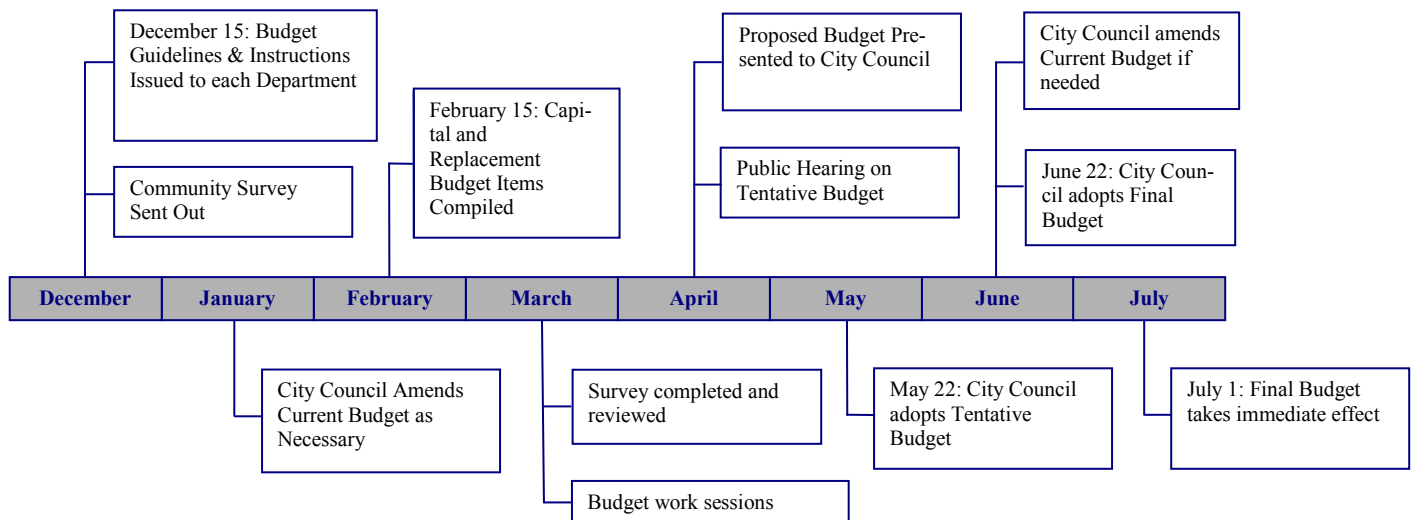 December 15: Budget
Guidelines & Instructions
Issued to each Department
Community Survey
Sent Out
February 15: Capi-
tal and
Replacement
Budget Items
Compiled
Proposed Budget Pre-
sented to City Council
Public Hearing on
Tentative Budget
City Council amends
Current Budget if
needed
June 22: City Coun-
cil adopts Final
Budget
December January February March April May June July
City Council Amends
Current Budget as
Necessary
Survey completed and
reviewed
Budget work sessions
May 22: City Council
adopts Tentative
Budget
July 1: Final Budget
takes immediate effect